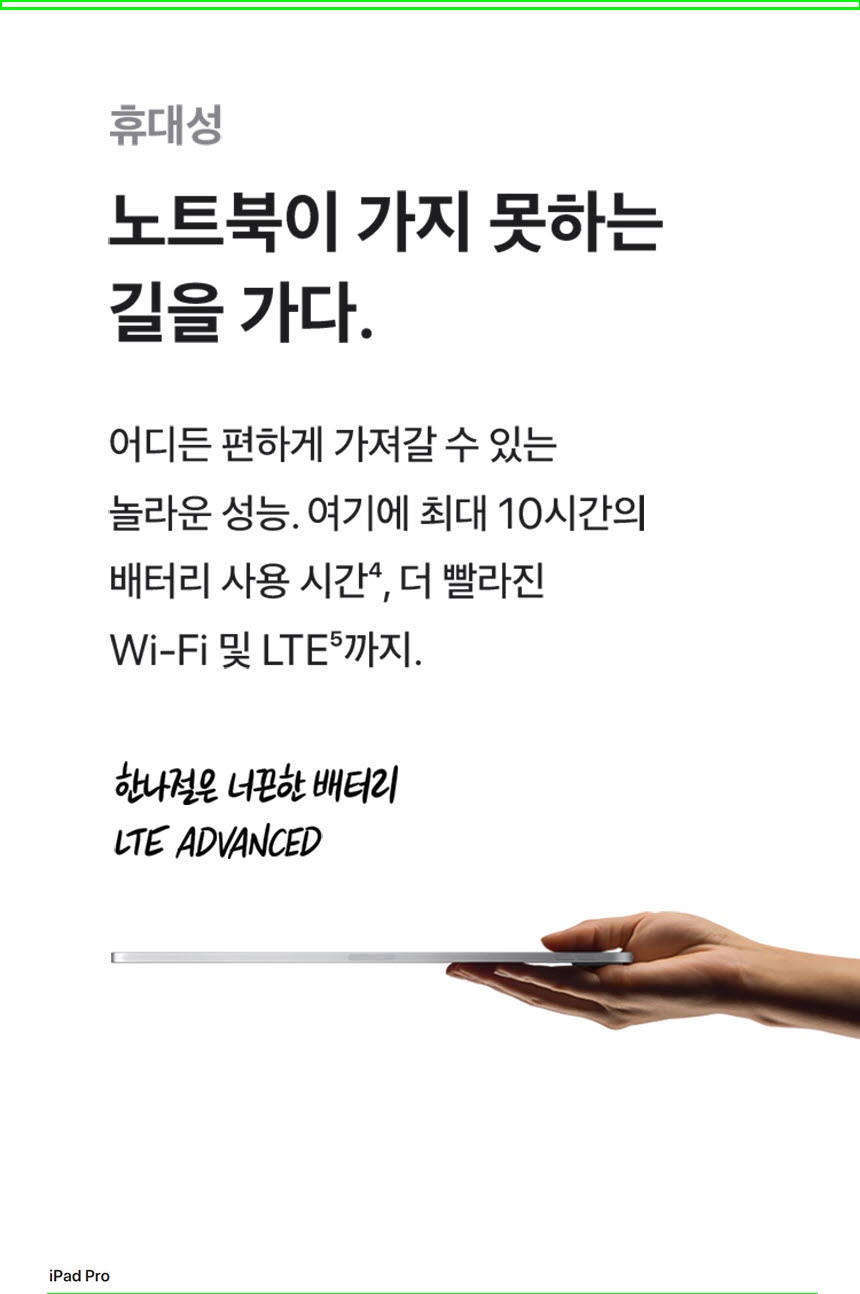 휴대성
노트북이 가지 못하는
길을 가다.
어디든 편하게 가져갈 수 있는
놀라운 성능. 여기에 최대 10시간의
배터리 사용 시간⁴, 더 빨라진
Wi-Fi 및 LTE⁵까지.
한나절은 너끈한 배터리
LTE ADVANCED
iPad Pro